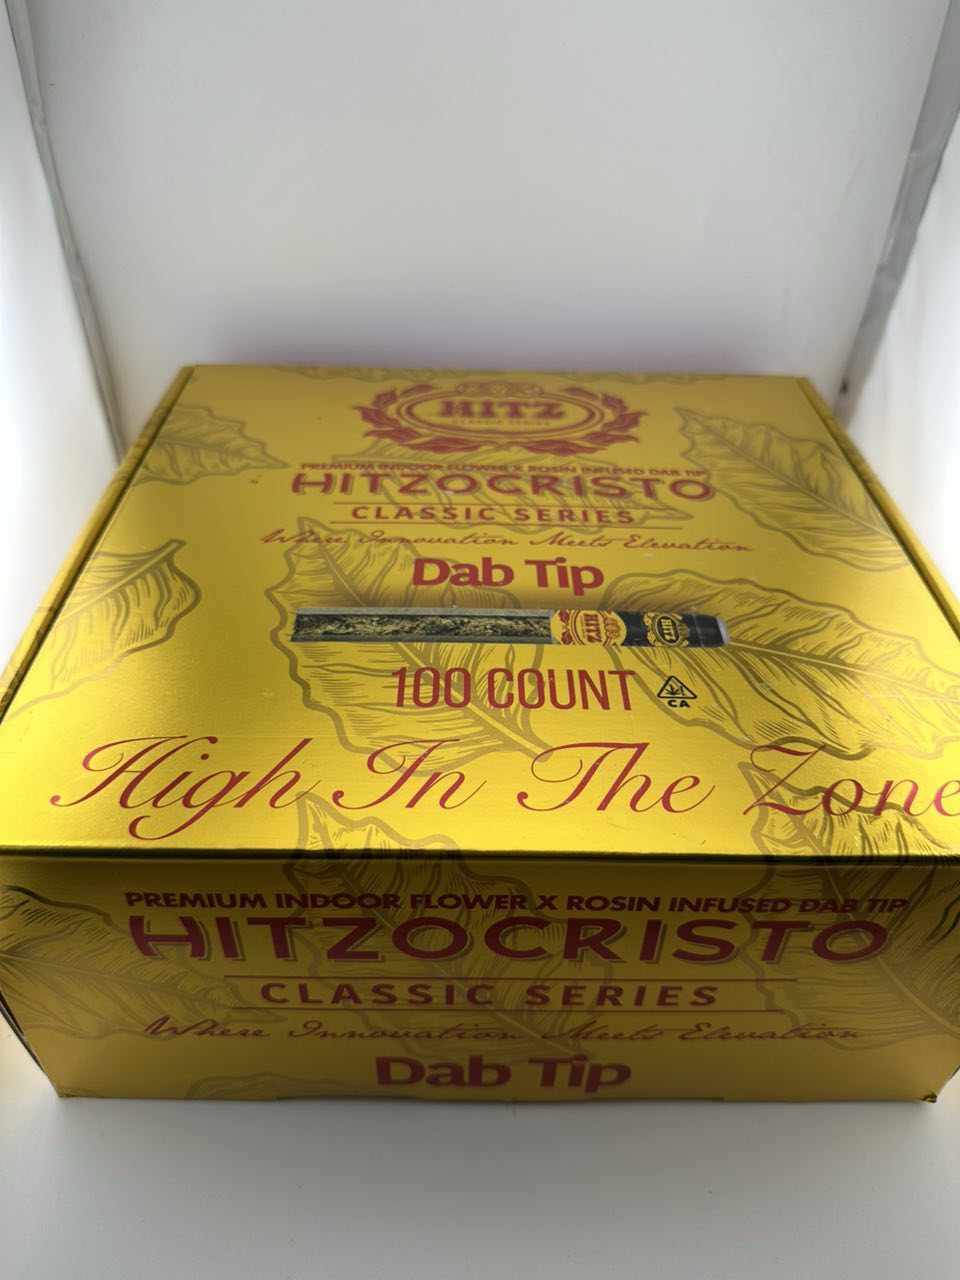 HITZ
CLASSIC SERIES
PREMIUM INDOOR FLOWER X ROSIN INFUSED DAB TIP
HITZOCRISTO
CLASSIC SERIES
Where Innovation Meets Elevation
Dab Tip
HITZ
HITZ
100 COUNT
CA
High In The Zone
PREMIUM INDOOR FLOWER X ROSIN INFUSED DAB TIP
HITZOCRISTO
CLASSIC SERIES
Where Innovation Meets Elevation
Dab Tip